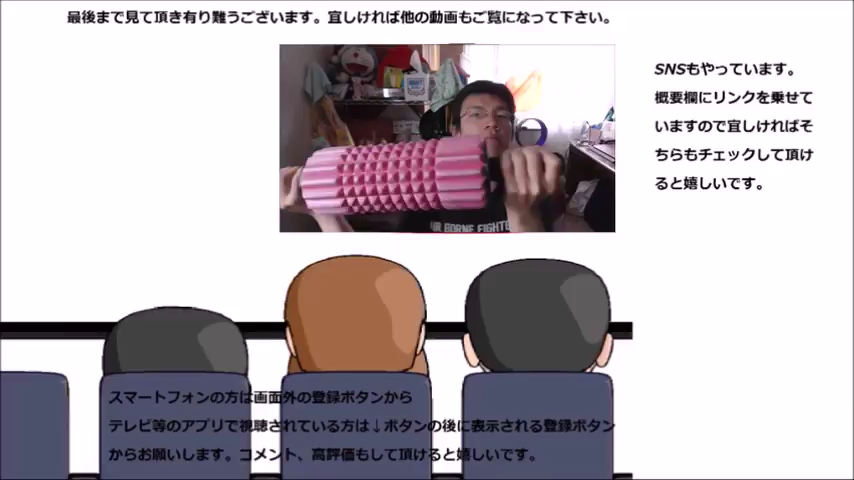 最後まで見て頂き有り難うございます。宜しければ他の動画もご覧になって下さい。
SNSもやっています。
概要欄にリンクを乗せて
いますので宜しければそ
ちらもチェックして頂け
ると嬉しいです。
AIR BORNE FIGHTE
スマートフォンの方は画面外の登録ボタンから
テレビ等のアプリで視聴されている方は↓ボタンの後に表示される登録ボタン
からお願いします。コメント、高評価もして頂けると嬉しいです。